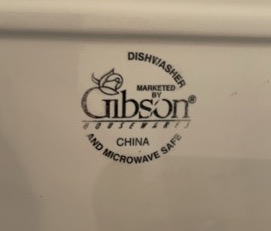 DISHWASHER
MARKETED
BY
Gibson®
HOUSEWARES
CHINA
AND MICROWAVE SAFE